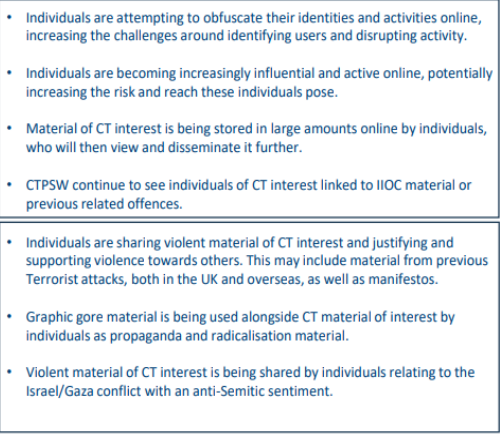 • Individuals are attempting to obfuscate their identities and activities online,
increasing the challenges around identifying users and disrupting activity.
• Individuals are becoming increasingly influential and active online, potentially
increasing the risk and reach these individuals pose.
• Material of CT interest is being stored in large amounts online by individuals,
who will then view and disseminate it further.
• CTPSW continue to see individuals of CT interest linked to IIOC material or
previous related offences.
• Individuals are sharing violent material of CT interest and justifying and
supporting violence towards others. This may include material from previous
Terrorist attacks, both in the UK and overseas, as well as manifestos.
• Graphic gore material is being used alongside CT material of interest by
individuals as propaganda and radicalisation material.
• Violent material of CT interest is being shared by individuals relating to the
Israel/Gaza conflict with an anti-Semitic sentiment.